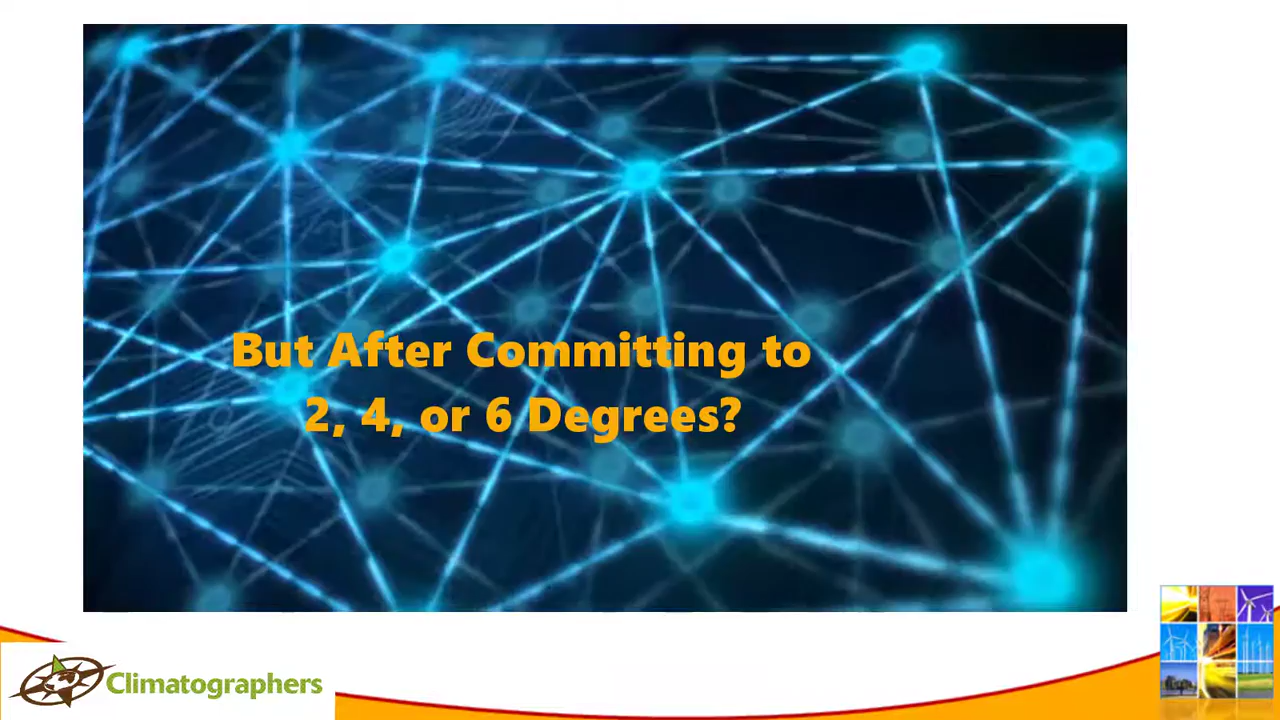 But After Committing to
2, 4, or 6 Degrees?
Climatographers